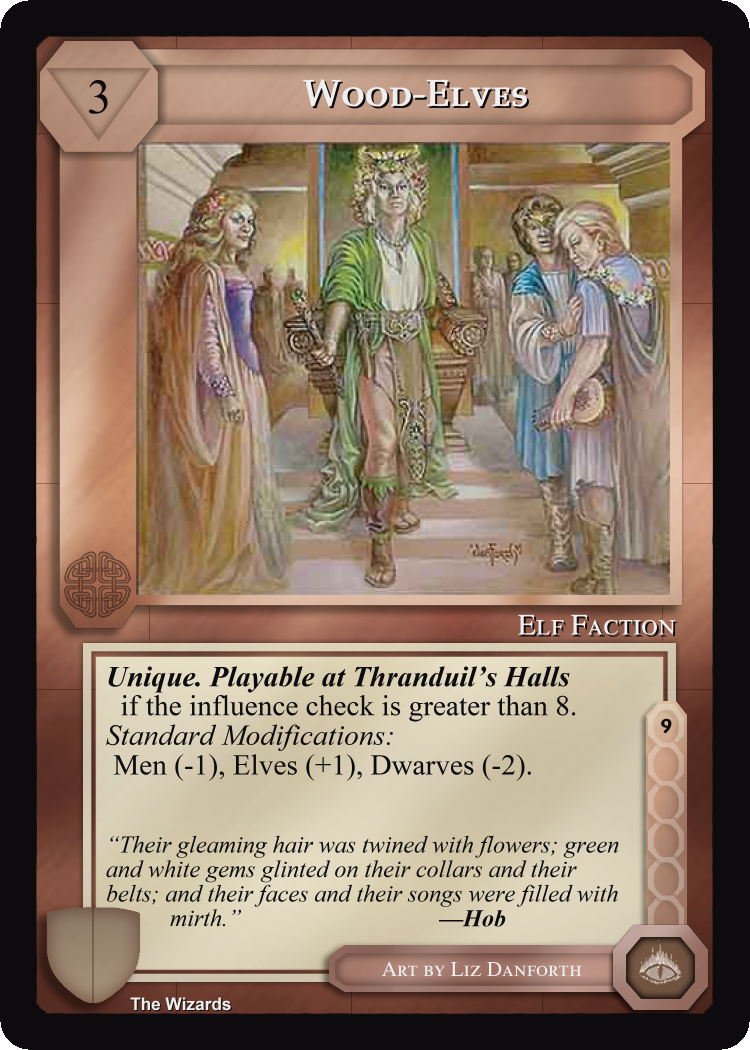 3
Wood-Elves
Danforth
Elf Faction
Unique. Playable at Thranduil’s Halls
if the influence check is greater than 8.
Standard Modifications:
Men (-1), Elves (+1), Dwarves (-2).
9
“Their gleaming hair was twined with flowers; green
and white gems glinted on their collars and their
belts; and their faces and their songs were filled with
mirth.” —Hob
Art by Liz Danforth
The Wizards